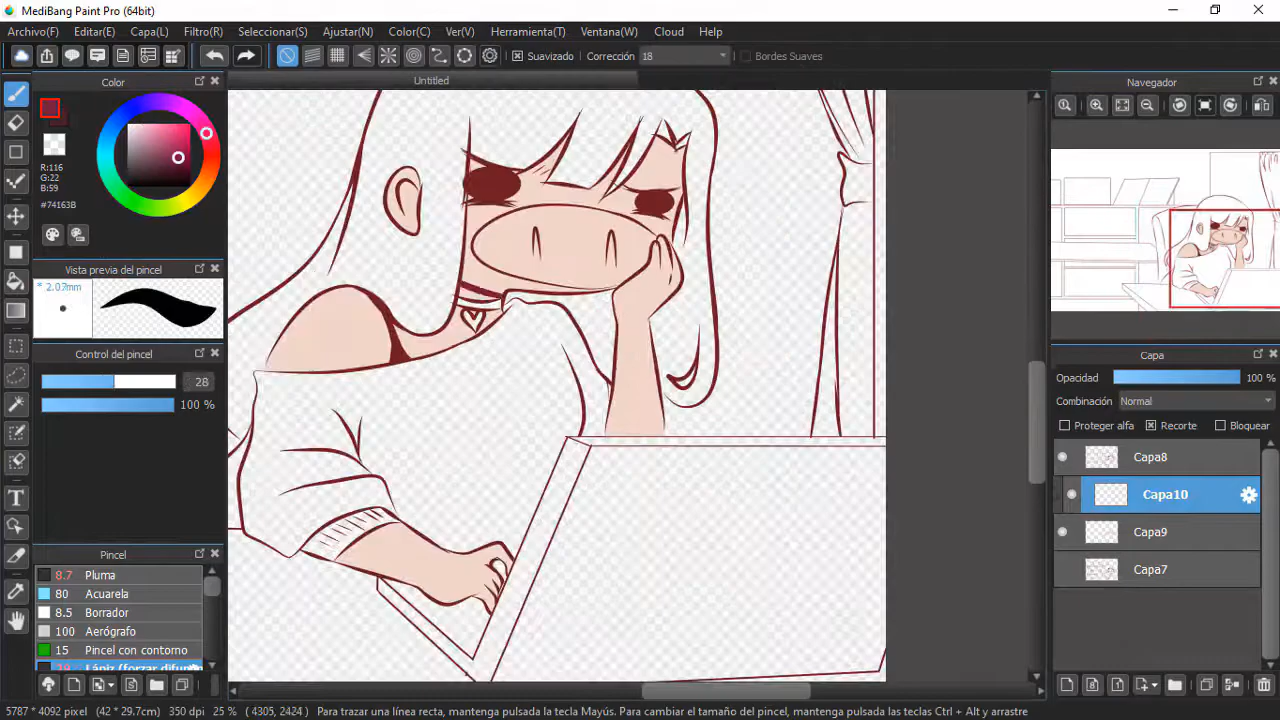 MediBang Paint Pro (64bit)
Archivo(F) Editar(E) Capa(L) Filtro(R) Seleccionar(S) Ajustar(N) Color(C) Ver(V) Herramienta(T) Ventana(W) Cloud Help
Suavizado Corrección 18 Bordes Suaves
Color
Untitled
Navegador
R:116
G:22
B:59
#74163B
Vista previa del pincel
* 2.07mm
Control del pincel
28
100 %
Capa
Opacidad 100 %
Combinación Normal
Proteger alfa Recorte Bloquear
Capa8
Capa10
Capa9
Capa7
Pincel
8.7 Pluma
80 Acuarela
8.5 Borrador
100 Aerógrafo
15 Pincel con contorno
5787 * 4092 pixel (42 * 29.7cm) 350 dpi 25 % ( 4305, 2424 ) Para trazar una línea recta, mantenga pulsada la tecla Mayús. Para cambiar el tamaño del pincel, mantenga pulsadas las teclas Ctrl + Alt y arrastre